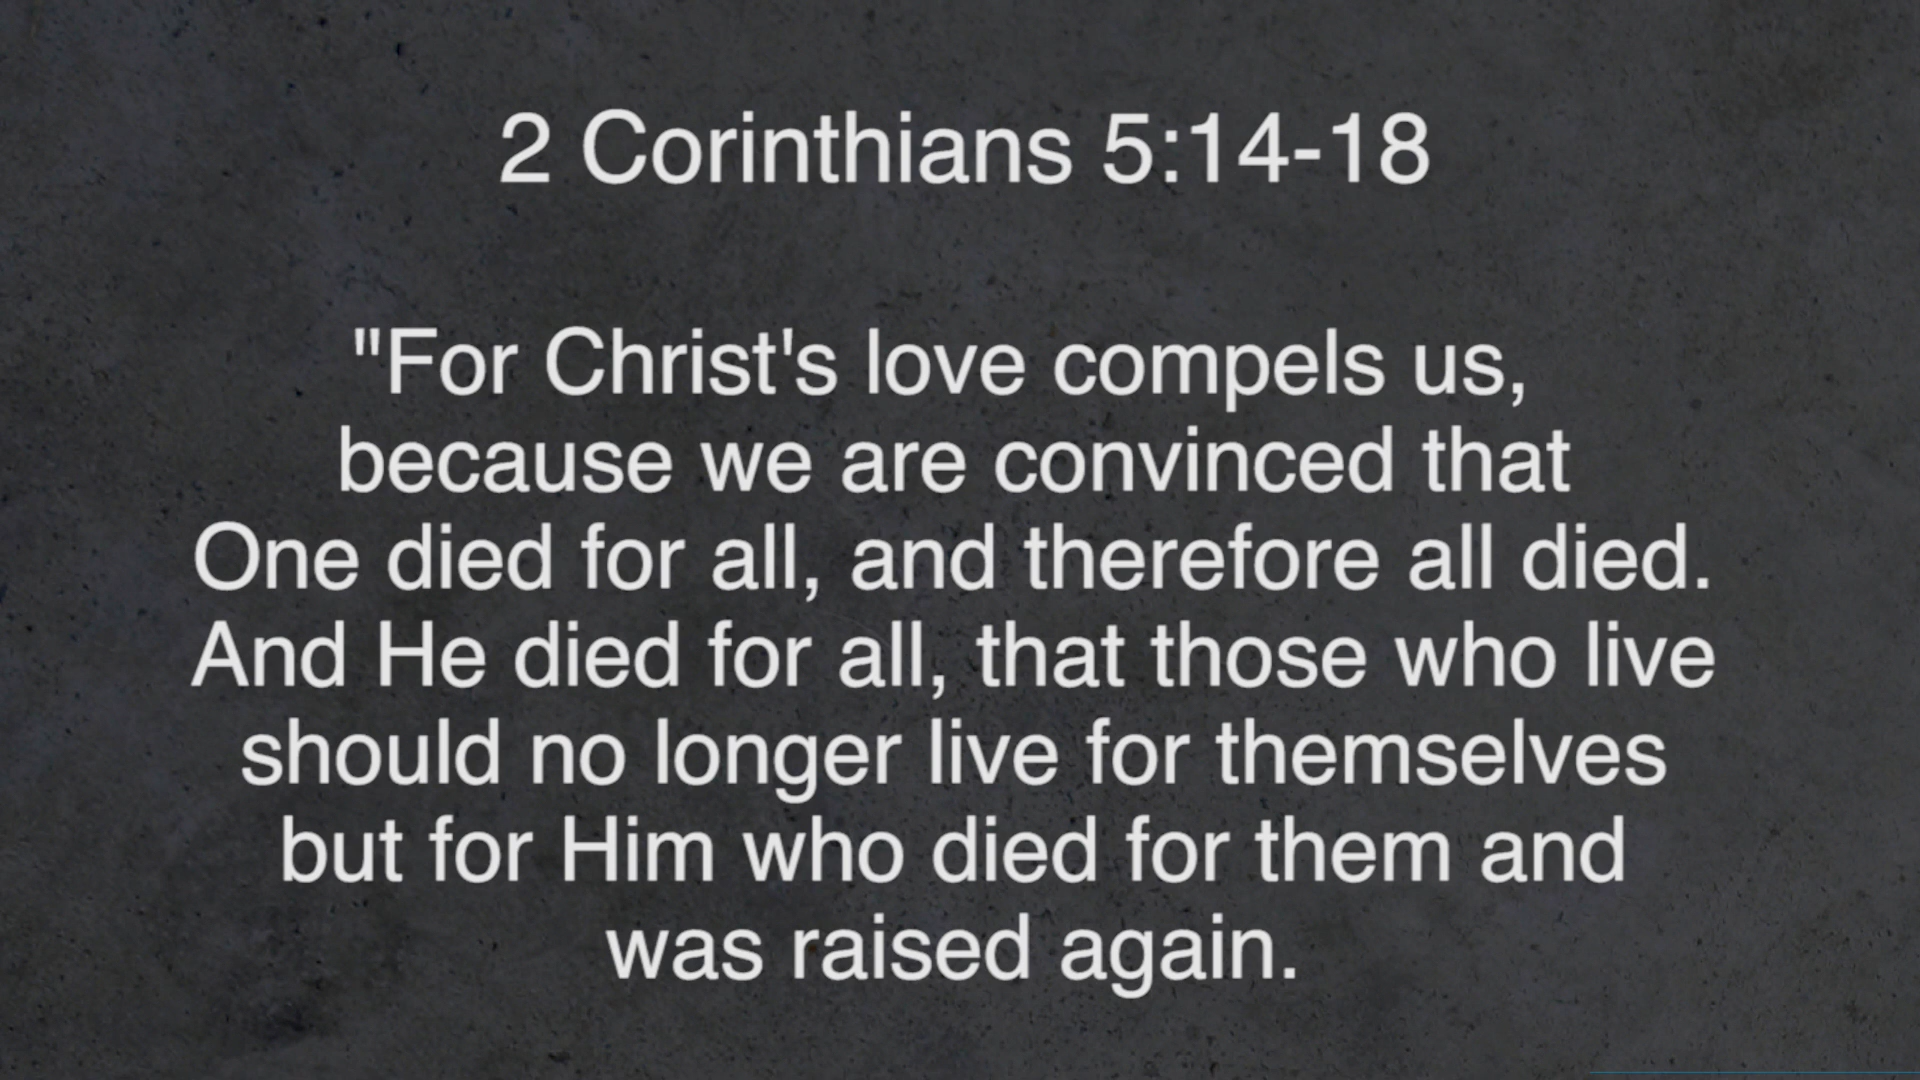 2 Corinthians 5:14-18
"For Christ's love compels us,
because we are convinced that
One died for all, and therefore all died.
And He died for all, that those who live
should no longer live for themselves
but for Him who died for them and
was raised again.